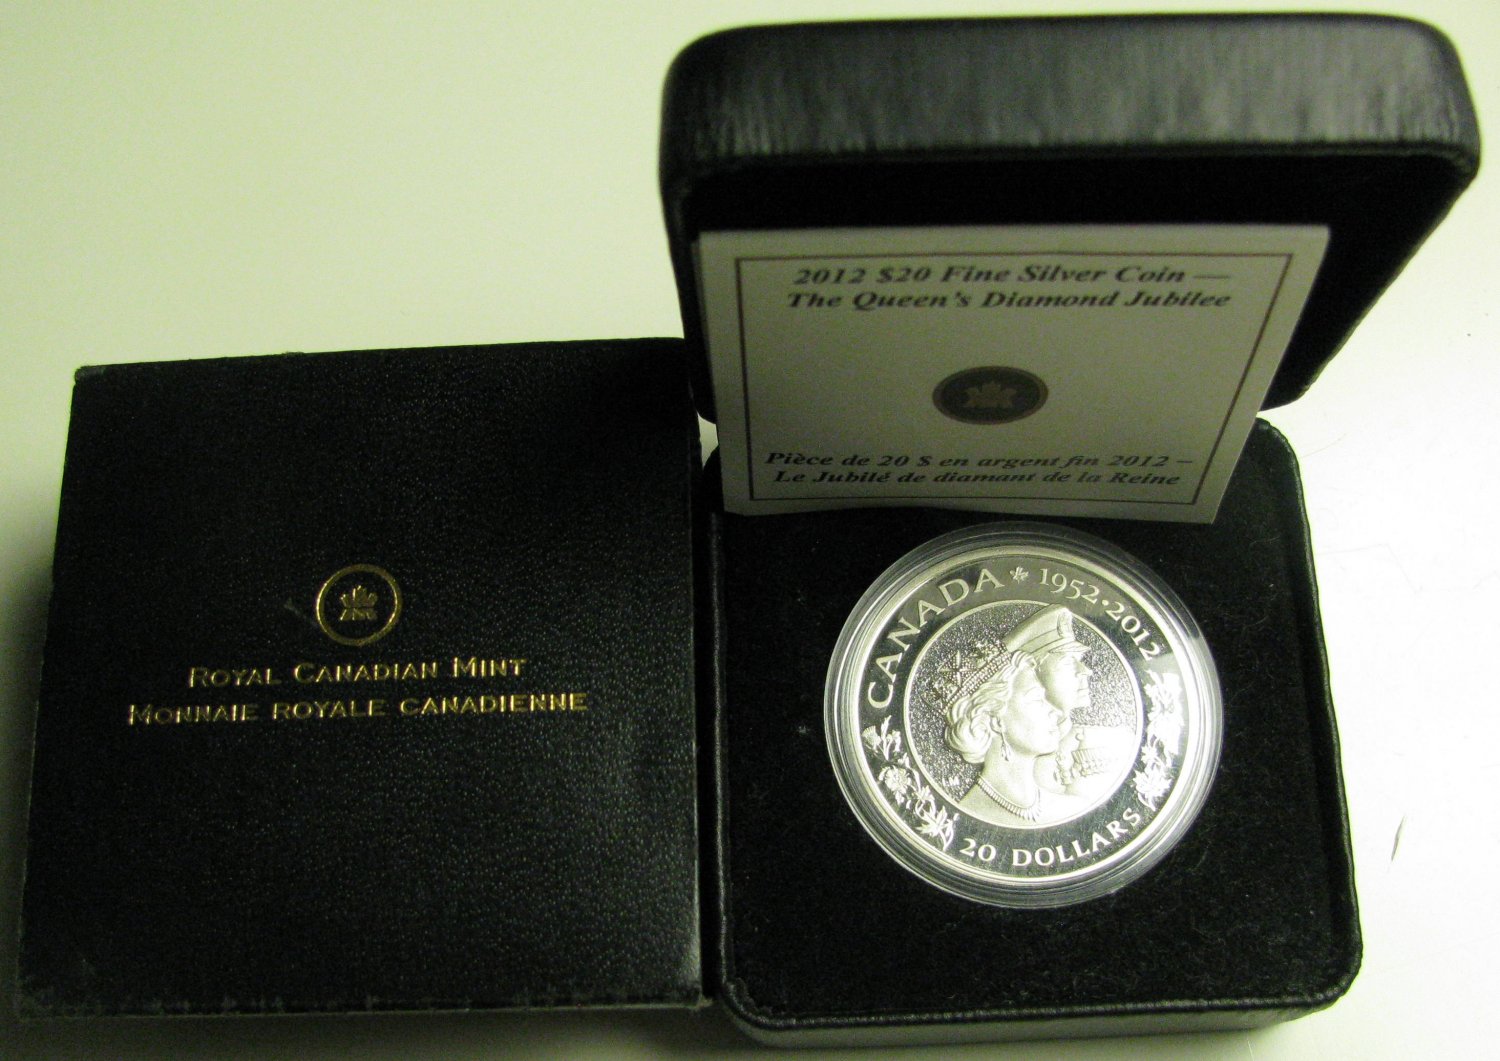 2012 $20 Fine Silver Coin —
The Queen's Diamond Jubilee
Pièce de 20 $ en argent fin 2012 –
Le Jubilé de diamant de la Reine
ROYAL CANADIAN MINT
MONNAIE ROYALE CANADIENNE
CANADA 1952·2012
20 DOLLARS